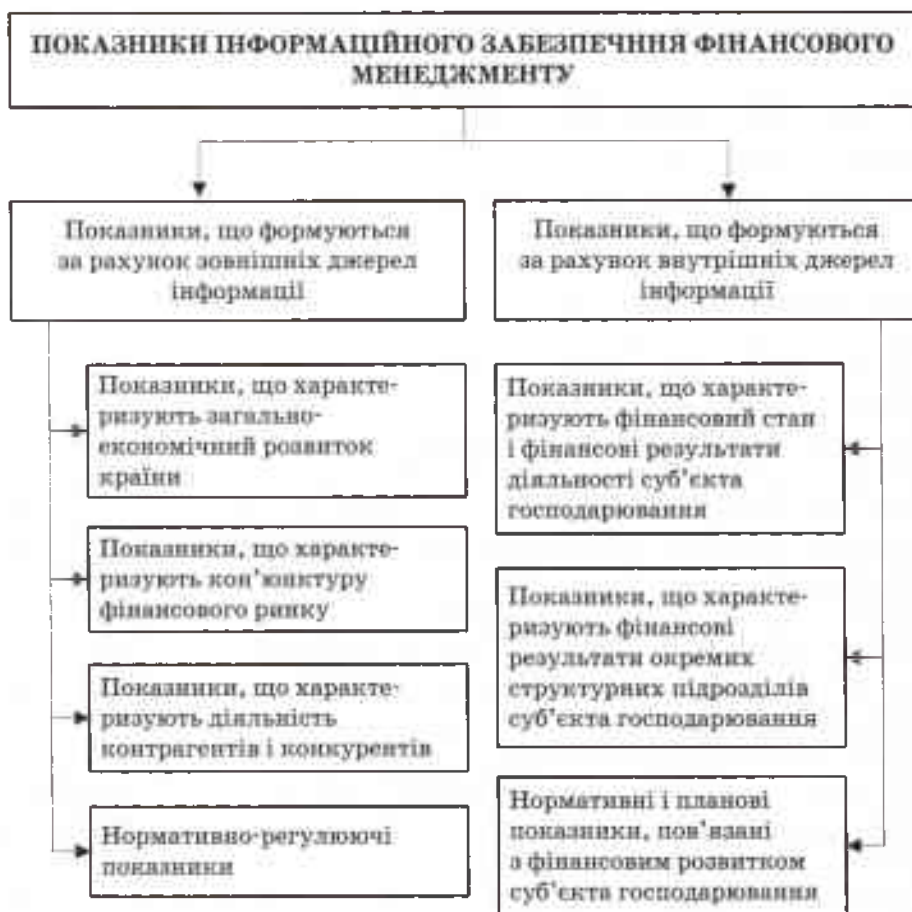 ПОКАЗНИКИ ІНФОРМАЦІЙНОГО ЗАБЕЗПЕЧННЯ ФІНАНСОВОГО
МЕНЕДЖМЕНТУ
Показники, що формуються
за рахунок зовнішніх джерел
інформації
Показники, що характе-
ризують загально-
економічний розвиток
країни
Показники, що характе-
ризують кон’юнктуру
фінансового ринку
Показники, що характе-
ризують діяльність
контрагентів і конкурентів
Нормативно-регулюючі
показники
Показники, що формуються
за рахунок внутрішніх джерел
інформації
Показники, що характе-
ризують фінансовий стан
і фінансові результати
діяльності суб’єкта
господарювання
Показники, що характе-
ризують фінансові
результати окремих
структурних підрозділів
суб’єкта господарювання
Нормативні і планові
показники, пов’язані
з фінансовим розвитком
суб’єкта господарювання